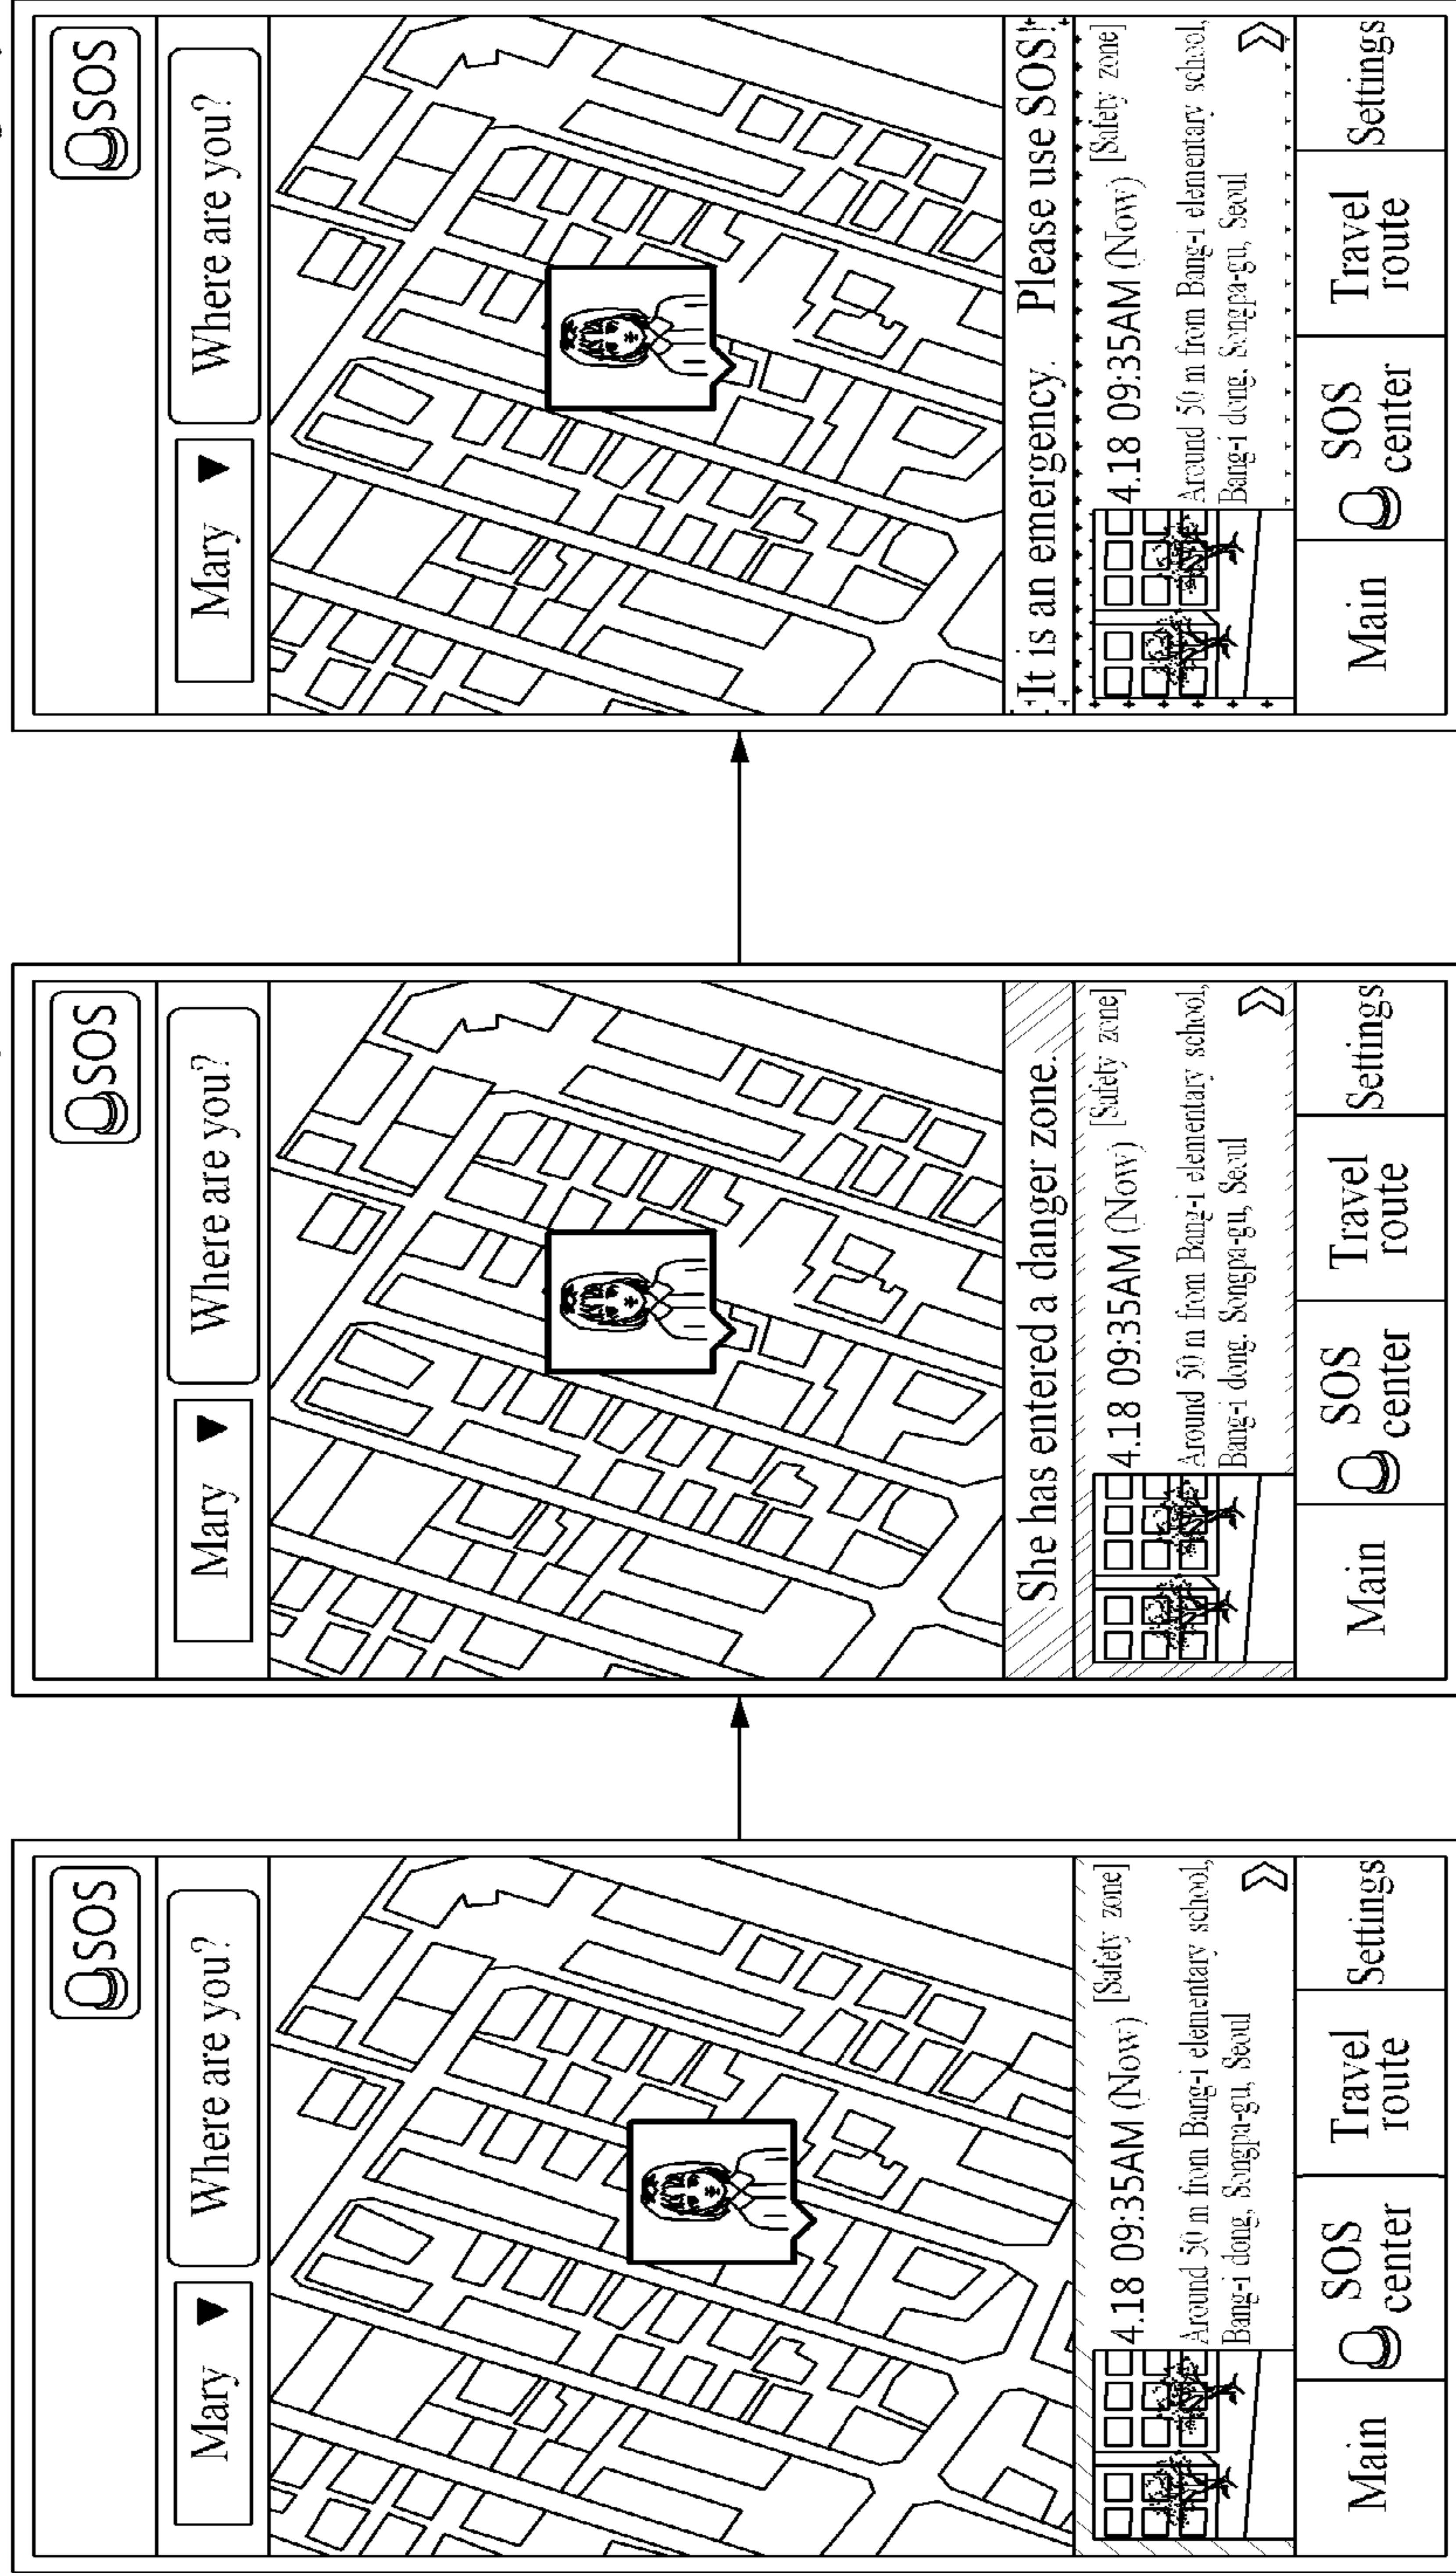 SOS
Mary ▼
Where are you?
4.18 09:35AM (Now) [Safety zone]
Around 50 m from Bang-i elementary school,
Bang-i dong, Songpa-gu, Seoul
Main
SOS
center
Travel
route
Settings
SOS
Mary ▼
Where are you?
She has entered a danger zone.
4.18 09:35AM (Now) [Safety zone]
Around 50 m from Bang-i elementary school,
Bang-i dong. Songpa-gu, Seoul
Main
SOS
center
Travel
route
Settings
SOS
Mary ▼
Where are you?
It is an emergency. Please use SOS!
4.18 09:35AM (Now) [Safety zone]
Around 50 m from Bang-i elementary school,
Bang-i dong, Songpa-gu, Seoul
Main
SOS
center
Travel
route
Settings